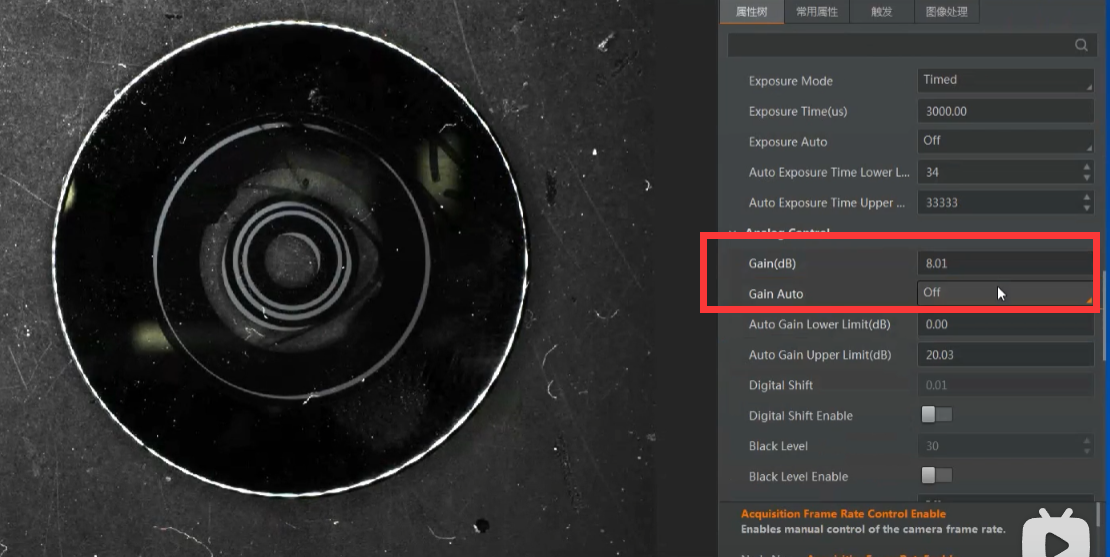 属性树 常用属性 触发 图像处理
Exposure Mode Timed
Exposure Time(us) 3000.00
Exposure Auto Off
Auto Exposure Time Lower L... 34
Auto Exposure Time Upper ... 33333
Analog Control
Gain(dB) 8.01
Gain Auto Off
Auto Gain Lower Limit(dB) 0.00
Auto Gain Upper Limit(dB) 20.03
Digital Shift 0.01
Digital Shift Enable
Black Level 30
Black Level Enable
Acquisition Frame Rate Control Enable
Enables manual control of the camera frame rate.